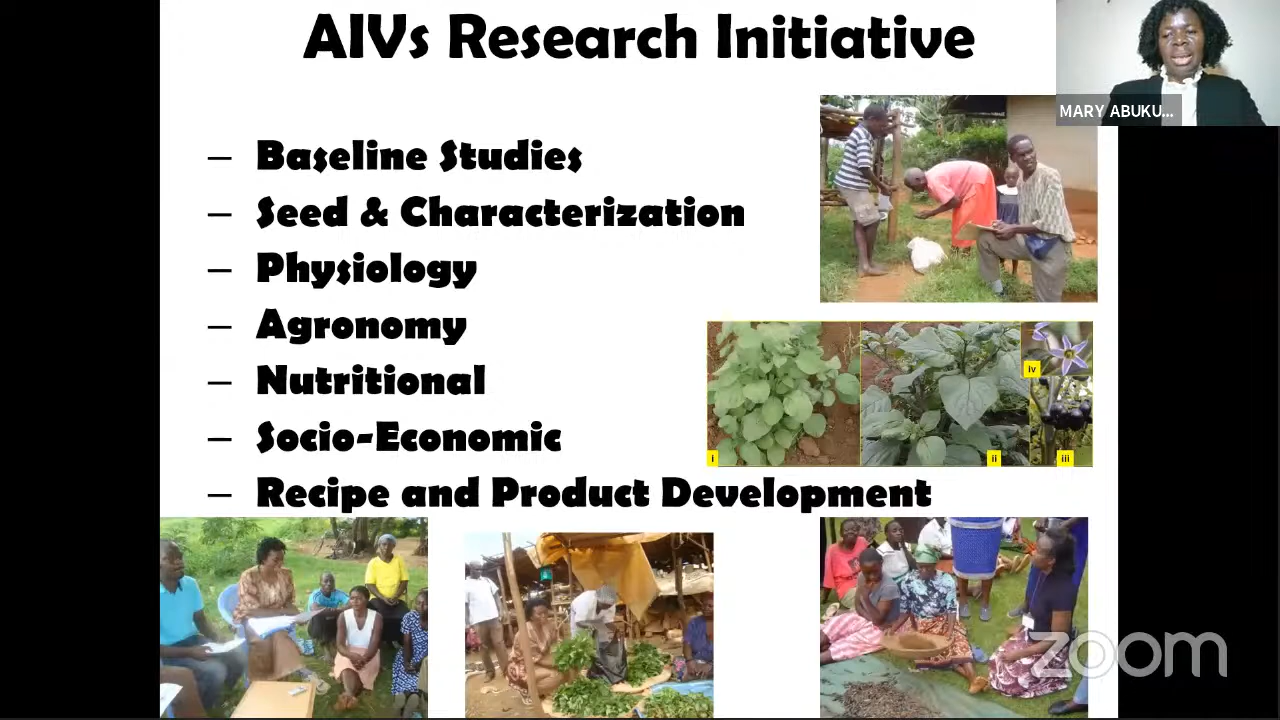 AIVs Research Initiative
MARY ABUKU...
– Baseline Studies
– Seed & Characterization
– Physiology
– Agronomy
– Nutritional
– Socio-Economic
– Recipe and Product Development
i
ii
iii
iv
zoom